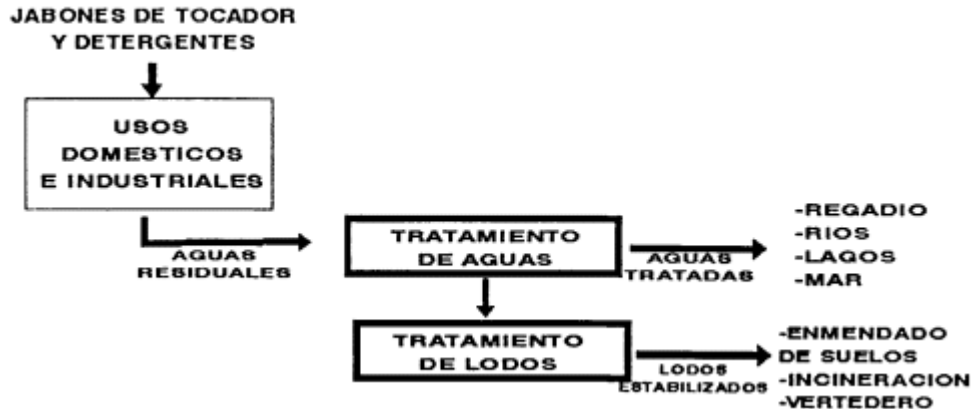 JABONES DE TOCADOR
Y DETERGENTES
USOS
DOMESTICOS
E INDUSTRIALES
AGUAS
RESIDUALES
TRATAMIENTO
DE AGUAS
AGUAS
TRATADAS
-REGADIO
-RIOS
-LAGOS
-MAR
TRATAMIENTO
DE LODOS
LODOS
ESTABILIZADOS
-ENMENDADO
DE SUELOS
-INCINERACION
-VERTEDERO